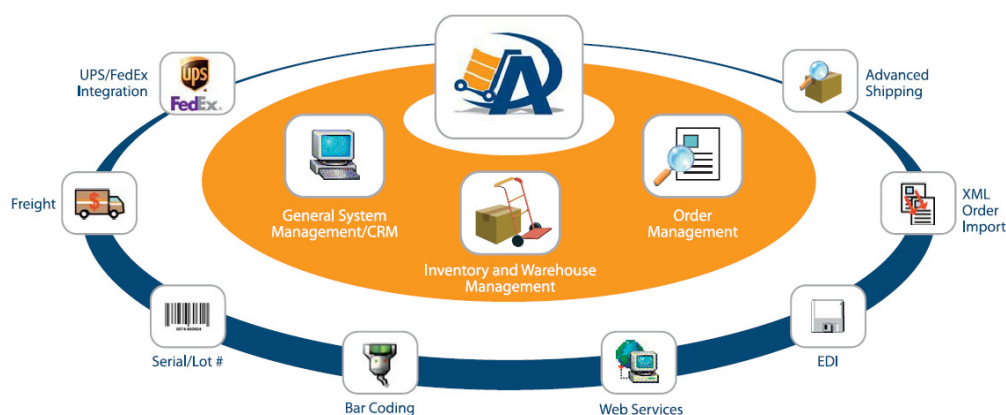 UPS/FedEx
Integration
ups
FedEx.
A
Advanced
Shipping
Freight
$
General System
Management/CRM
Order
Management
XML
Order
Import
Inventory and Warehouse
Management
Serial/Lot #
Bar Coding
Web Services
EDI